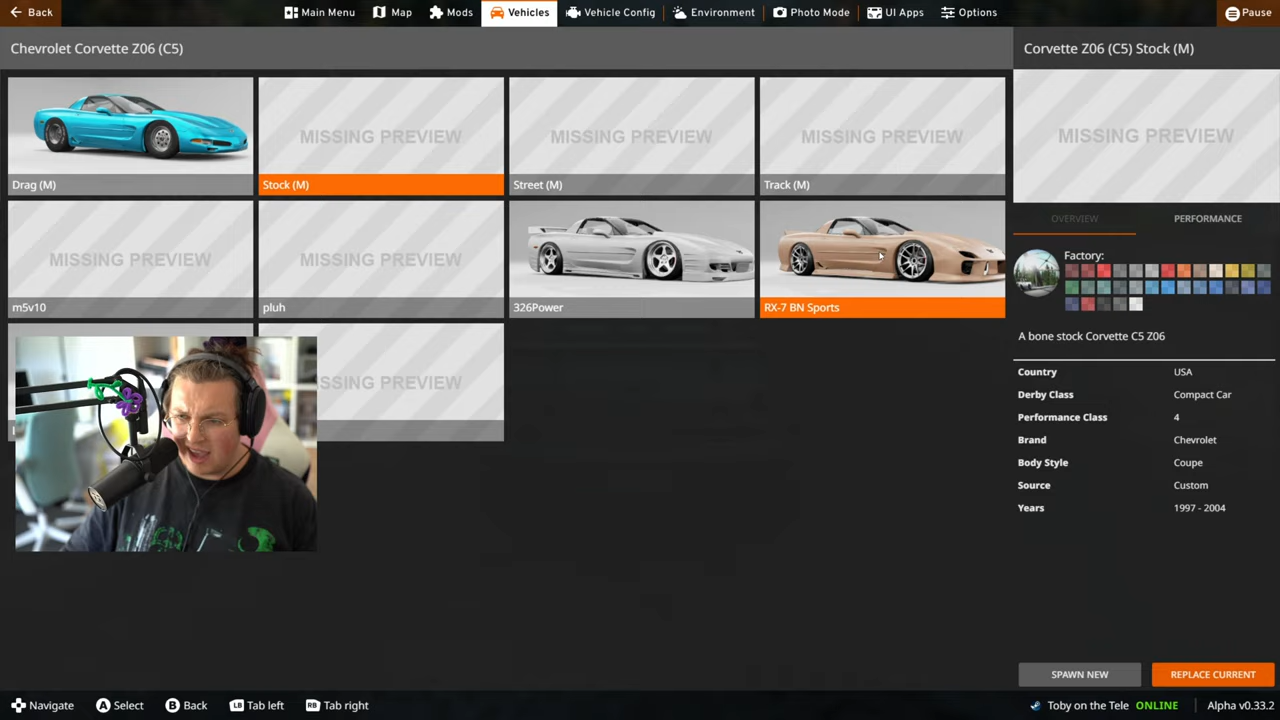 Back
Main Menu
Map
Mods
Vehicles
Vehicle Config
Environment
Photo Mode
UI Apps
Options
Pause
Chevrolet Corvette Z06 (C5)
Corvette Z06 (C5) Stock (M)
MISSING PREVIEW
MISSING PREVIEW
MISSING PREVIEW
MISSING PREVIEW
Drag (M)
Stock (M)
Street (M)
Track (M)
OVERVIEW
PERFORMANCE
MISSING PREVIEW
MISSING PREVIEW
m5v10
pluh
326Power
RX-7 BN Sports
Factory:
A bone stock Corvette C5 Z06
Country USA
Derby Class Compact Car
Performance Class 4
Brand Chevrolet
Body Style Coupe
Source Custom
Years 1997 - 2004
PREVIEW
SPAWN NEW
REPLACE CURRENT
Navigate
A Select
B Back
LB Tab left
RB Tab right
Toby on the Tele ONLINE
Alpha v0.33.2